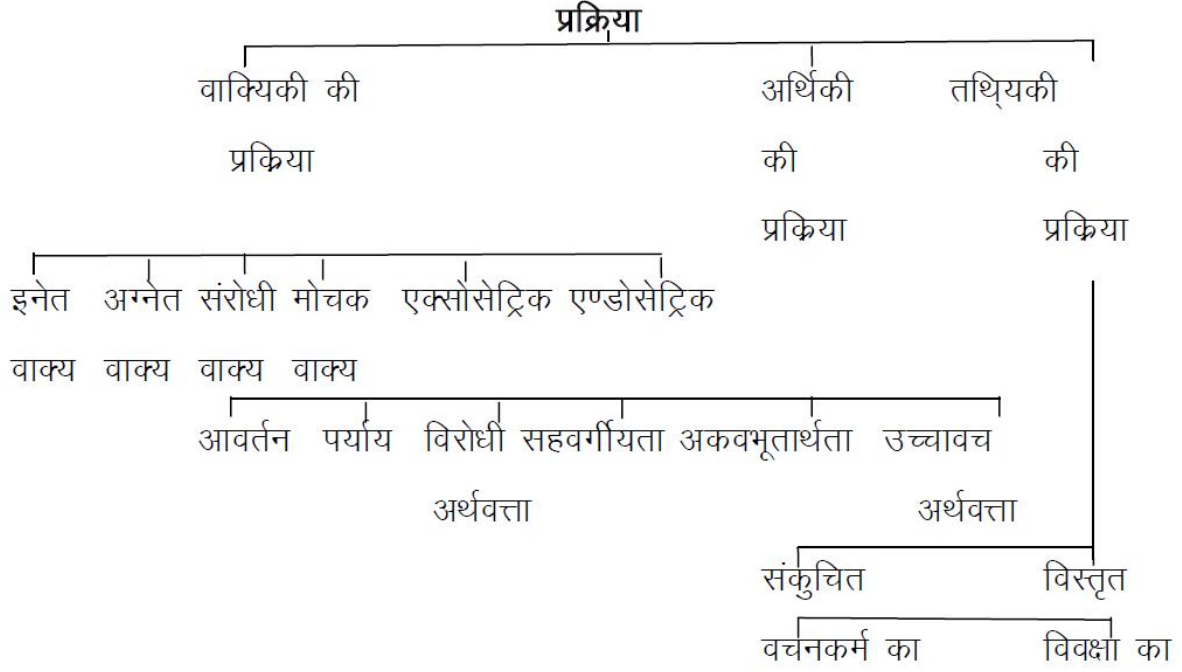 प्रक्रिया
वाक्यिकी की अर्थिकी तथि्यकी
प्रक्रिया की की
प्रक्रिया प्रक्रिया
इनेत अग्नेत संरोधी मोचक एक्सोसेट्रिक एण्डोसेट्रिक
वाक्य वाक्य वाक्य वाक्य
आवर्तन पर्याय विरोधी सहवर्गीयता अकवभूतार्थता उच्चावच
अर्थवत्ता अर्थवत्ता
संकुचित विस्तृत
वचनकर्म का विवक्षा का